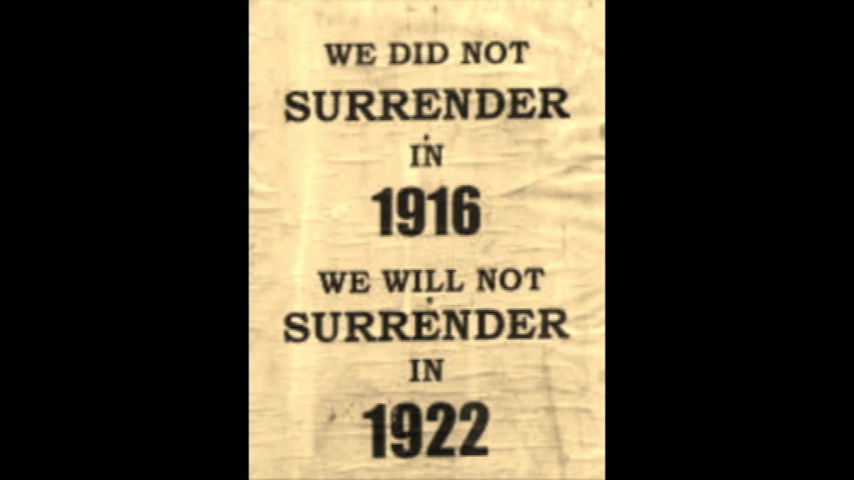 WE DID NOT
SURRENDER
IN
1916
WE WILL NOT
SURRENDER
IN
1922